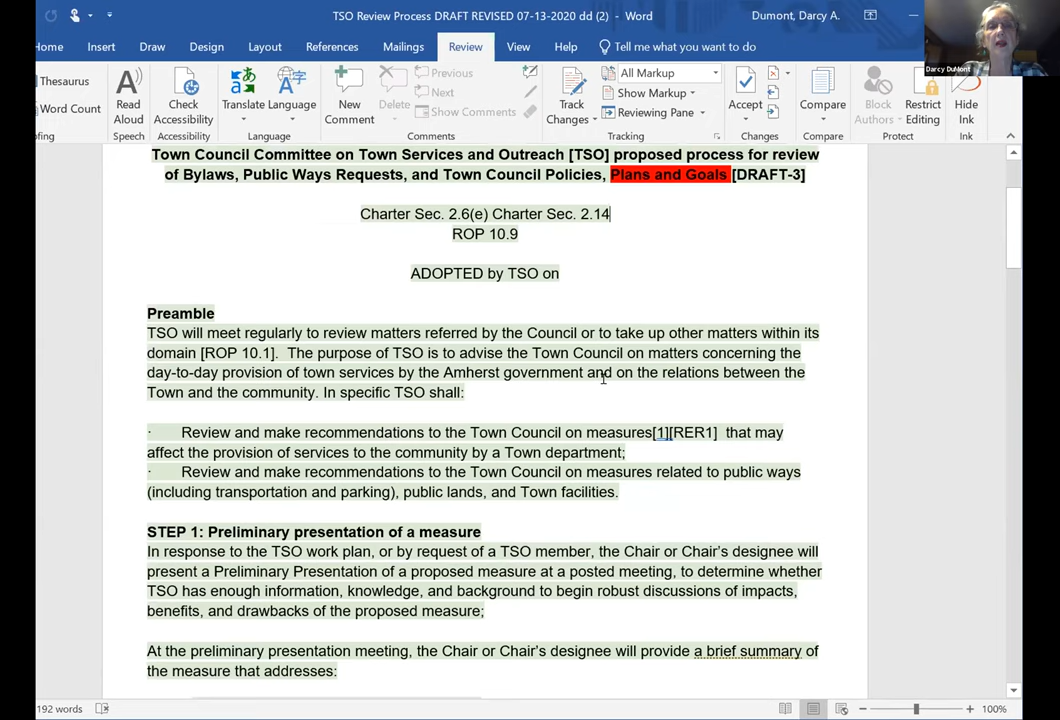 TSO Review Process DRAFT REVISED 07-13-2020 dd (2) - Word
Dumont, Darcy A.
Home Insert Draw Design Layout References Mailings Review View Help Tell me what you want to do
Thesaurus
Word Count
Read Aloud
Speech
Check Accessibility
Accessibility
Translate Language
Language
New Comment
Delete
Previous
Next
Show Comments
Comments
Track Changes
All Markup
Show Markup
Reviewing Pane
Tracking
Accept
Changes
Compare
Compare
Block Authors
Restrict Editing
Protect
Hide Ink
Ink
Darcy DuMont
Town Council Committee on Town Services and Outreach [TSO] proposed process for review
of Bylaws, Public Ways Requests, and Town Council Policies, Plans and Goals [DRAFT-3]
Charter Sec. 2.6(e) Charter Sec. 2.14
ROP 10.9
ADOPTED by TSO on
Preamble
TSO will meet regularly to review matters referred by the Council or to take up other matters within its
domain [ROP 10.1].  The purpose of TSO is to advise the Town Council on matters concerning the
day-to-day provision of town services by the Amherst government and on the relations between the
Town and the community. In specific TSO shall:
· Review and make recommendations to the Town Council on measures[1][RER1]  that may
affect the provision of services to the community by a Town department;
· Review and make recommendations to the Town Council on measures related to public ways
(including transportation and parking), public lands, and Town facilities.
STEP 1: Preliminary presentation of a measure
In response to the TSO work plan, or by request of a TSO member, the Chair or Chair’s designee will
present a Preliminary Presentation of a proposed measure at a posted meeting, to determine whether
TSO has enough information, knowledge, and background to begin robust discussions of impacts,
benefits, and drawbacks of the proposed measure;
At the preliminary presentation meeting, the Chair or Chair’s designee will provide a brief summary of
the measure that addresses:
192 words
100%